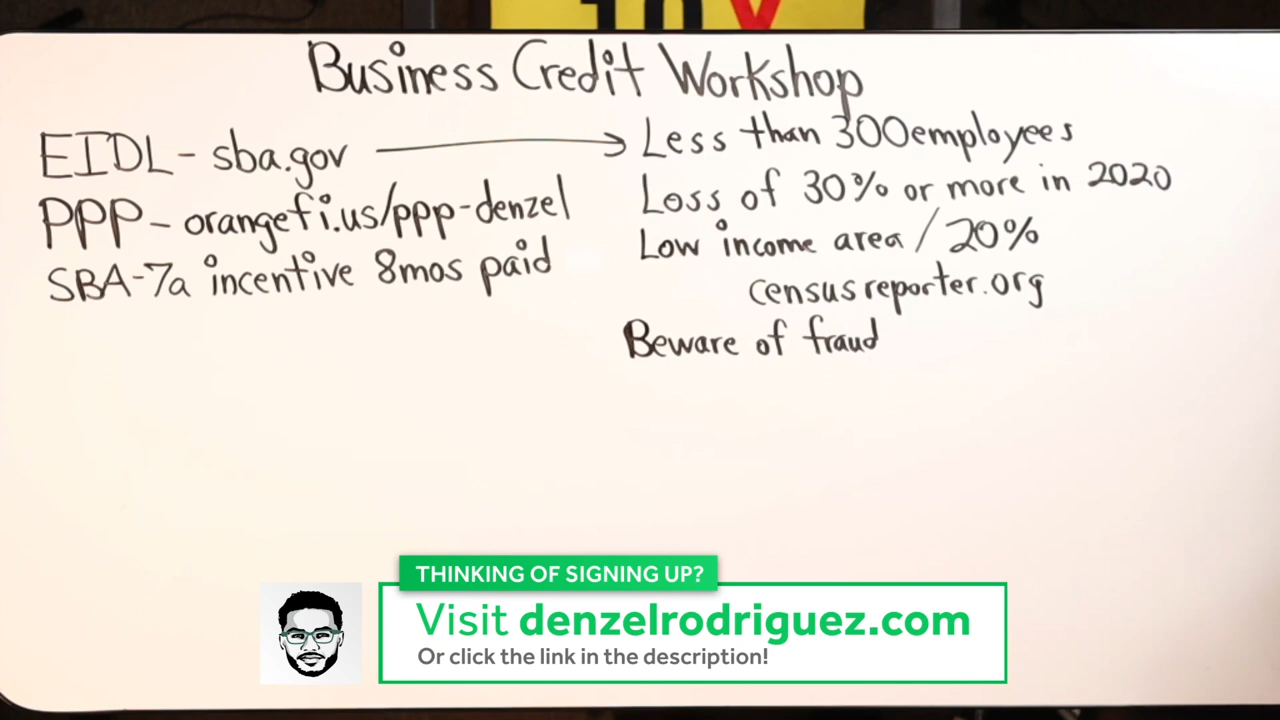 Business Credit Workshop
EIDL - sba.gov
PPP - orangefi.us/ppp-denzel
SBA-7a incentive 8mos paid
Less than 300 employees
Loss of 30% or more in 2020
Low income area / 20%
censusreporter.org
Beware of fraud
THINKING OF SIGNING UP?
Visit denzelrodriguez.com
Or click the link in the description!